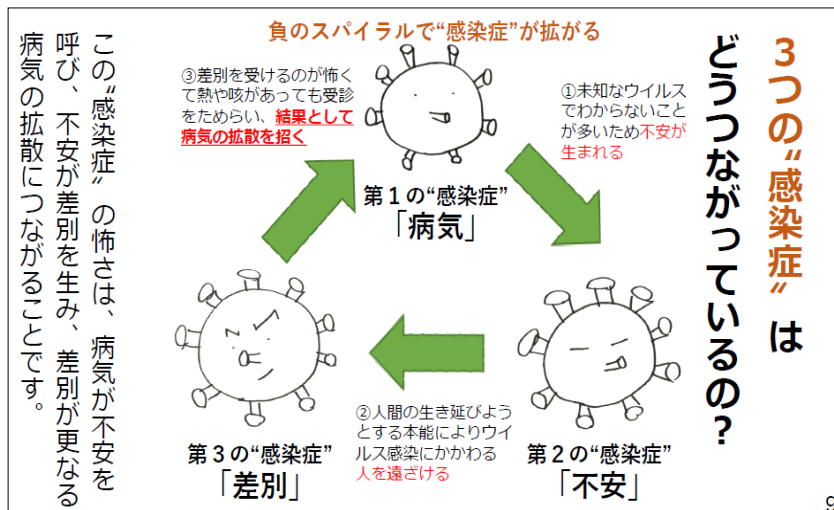 3つの“感染症”は
どうつながっているの?
負のスパイラルで“感染症”が拡がる
①未知なウイルス
でわからないこと
が多いため不安が
生まれる
第1の“感染症”
「病気」
②人間の生き延びよう
とする本能によりウイ
ルス感染にかかわる
人を遠ざける
第2の“感染症”
「不安」
③差別を受けるのが怖く
て熱や咳があっても受診
をためらい、結果として
病気の拡散を招く
第3の“感染症”
「差別」
この“感染症”の怖さは、病気が不安を
呼び、不安が差別を生み、差別が更なる
病気の拡散につながることです。
9